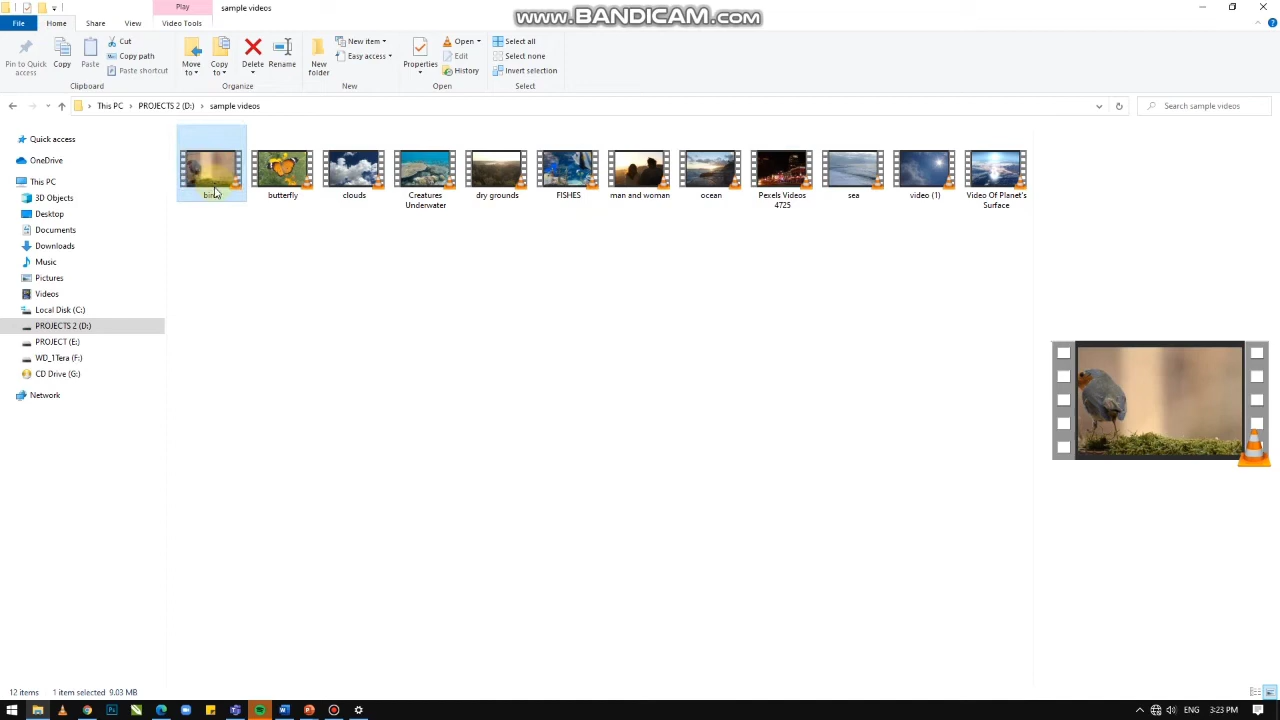 Play
sample videos
www.BANDICAM.com
File
Home
Share
View
Video Tools
Pin to Quick access
Copy
Paste
Cut
Copy path
Paste shortcut
Clipboard
Move to
Copy to
Delete
Rename
Organize
New folder
New item
Easy access
New
Properties
Open
Edit
History
Open
Select all
Select none
Invert selection
Select
This PC
PROJECTS 2 (D:)
sample videos
Search sample videos
Quick access
OneDrive
This PC
3D Objects
Desktop
Documents
Downloads
Music
Pictures
Videos
Local Disk (C:)
PROJECTS 2 (D:)
PROJECT (E:)
WD_1Tera (F:)
CD Drive (G:)
Network
butterfly
clouds
Creatures
Underwater
dry grounds
FISHES
man and woman
ocean
Pexels Videos
4725
sea
video (1)
Video Of Planet's
Surface
12 items
1 item selected 9.03 MB
ENG
3:23 PM